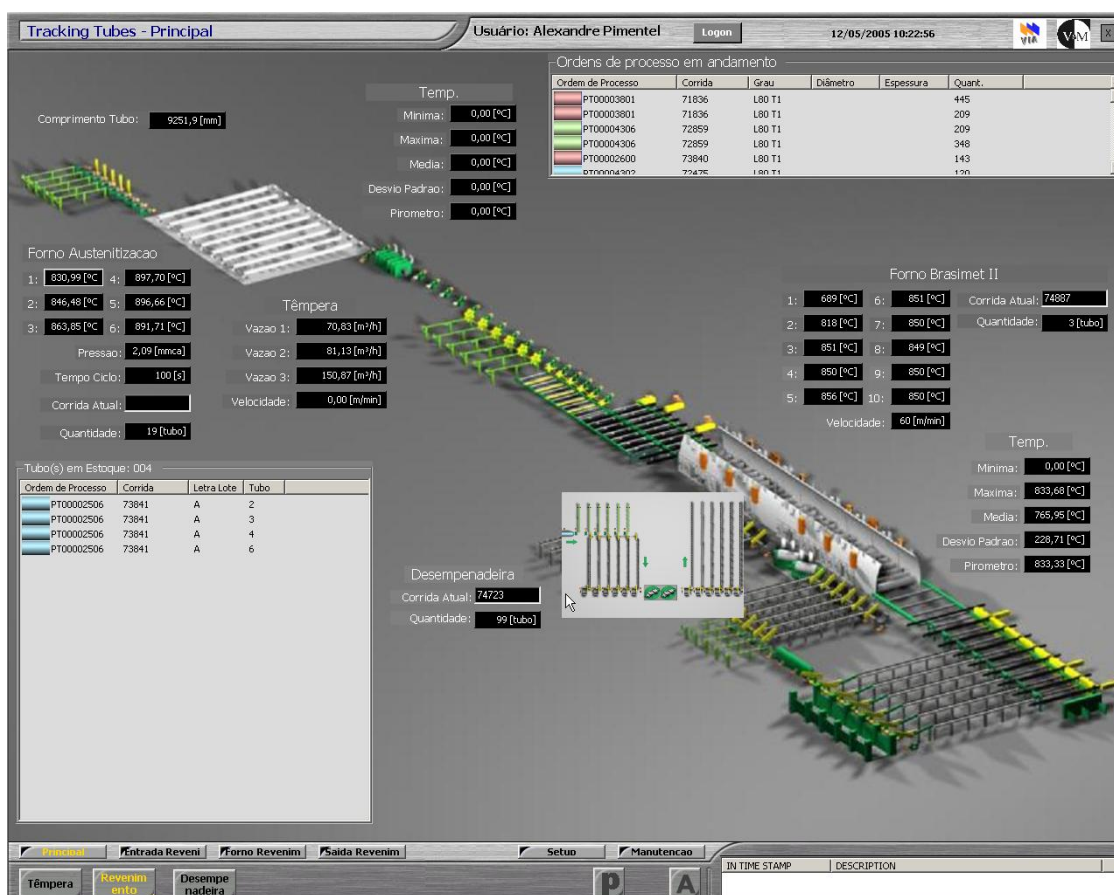 Tracking Tubes - Principal
Usuário: Alexandre Pimentel
Logon
12/05/2005 10:22:56
VIA
V&M
X
Ordens de processo em andamento
Ordem de Processo Corrida Grau Diâmetro Espessura Quant.
PT00003801 71836 L80 T1 445
PT00003801 71836 L80 T1 209
PT00004306 72859 L80 T1 209
PT00004306 72859 L80 T1 348
PT00002600 73840 L80 T1 143
PT00004302 72475 L80 T1 120
Comprimento Tubo: 9251,9 [mm]
Temp.
Minima: 0,00 [ºC]
Maxima: 0,00 [ºC]
Media: 0,00 [ºC]
Desvio Padrao: 0,00 [ºC]
Pirometro: 0,00 [ºC]
Forno Austenitizacao
1: 830,99 [ºC 4: 897,70 [ºC]
2: 846,48 [ºC 5: 896,66 [ºC]
3: 863,85 [ºC 6: 891,71 [ºC]
Pressao: 2,09 [mmca]
Tempo Ciclo: 100 [s]
Corrida Atual:
Quantidade: 19 [tubo]
Têmpera
Vazao 1: 70,83 [m³/h]
Vazao 2: 81,13 [m³/h]
Vazao 3: 150,87 [m³/h]
Velocidade: 0,00 [m/min]
Forno Brasimet II
1: 689 [ºC] 6: 851 [ºC] Corrida Atual: 74887
2: 818 [ºC] 7: 850 [ºC] Quantidade: 3 [tubo]
3: 851 [ºC] 8: 849 [ºC]
4: 850 [ºC] 9: 850 [ºC]
5: 856 [ºC] 10: 850 [ºC]
Velocidade: 60 [m/min]
Temp.
Minima: 0,00 [ºC]
Maxima: 833,68 [ºC]
Media: 765,95 [ºC]
Desvio Padrao: 228,71 [ºC]
Pirometro: 833,33 [ºC]
Tubo(s) em Estoque: 004
Ordem de Processo Corrida Letra Lote Tubo
PT00002506 73841 A 2
PT00002506 73841 A 3
PT00002506 73841 A 4
PT00002506 73841 A 6
Desempenadeira
Corrida Atual: 74723
Quantidade: 99 [tubo]
Principal Entrada Reveni Forno Revenim Saida Revenim Setup Manutencao
Têmpera
Revenim
ento
Desempe
nadeira
P
A
IN TIME STAMP DESCRIPTION